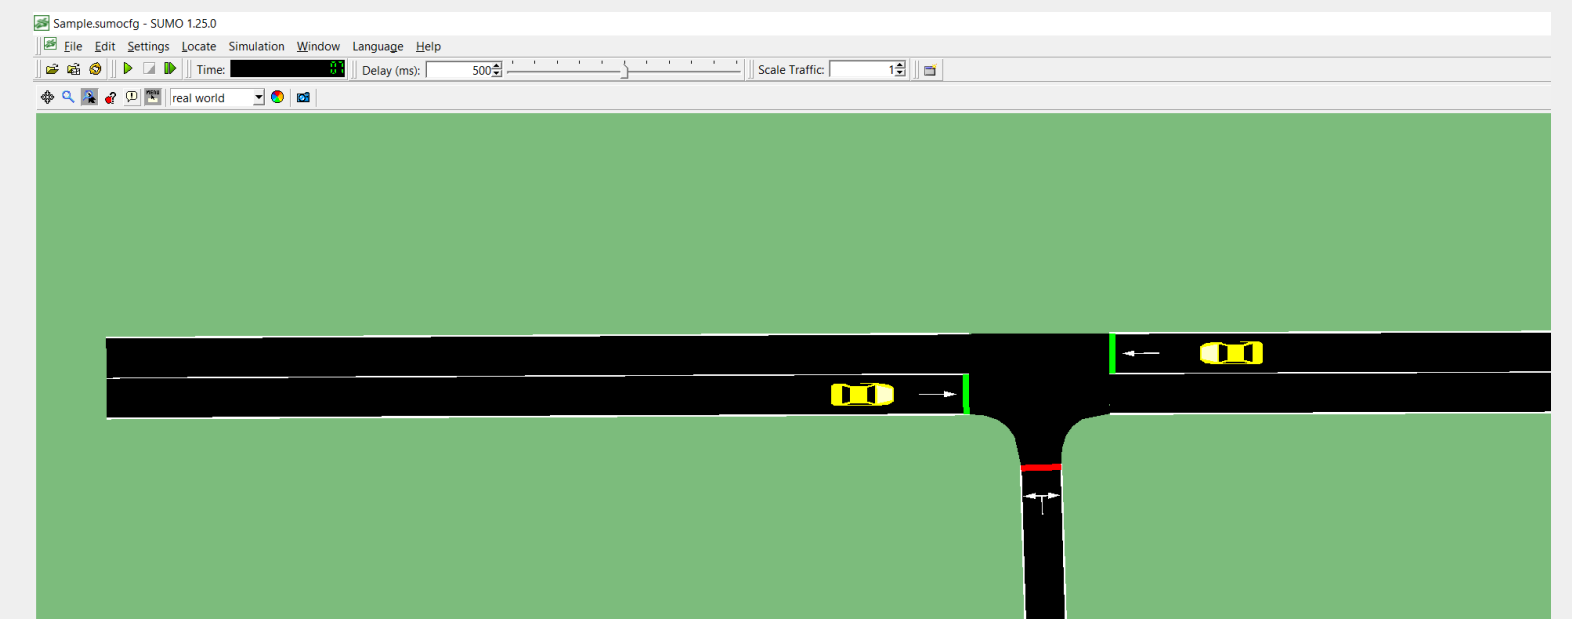 Sample.sumocfg - SUMO 1.25.0
File Edit Settings Locate Simulation Window Language Help
Time: 07 Delay (ms): 500 Scale Traffic: 1
real world